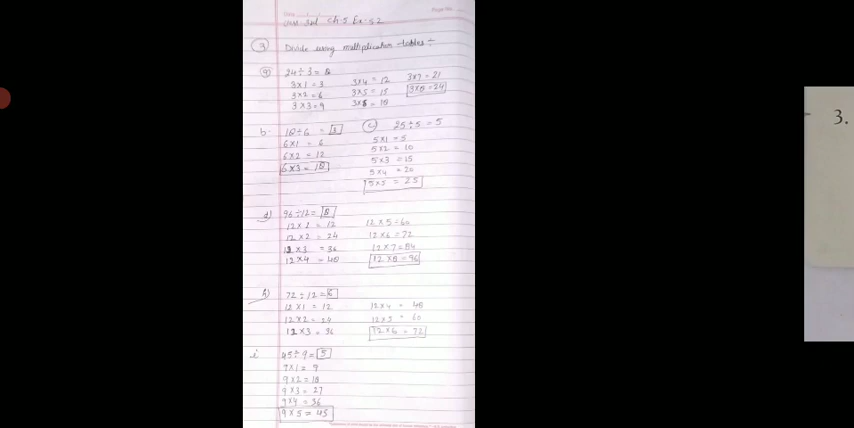 Ch-5 Ex-5.2
3 Divide using multiplication tables ÷
a 24÷3 = 8
3×1 = 3
3×2 = 6
3×3 = 9
3×4 = 12
3×5 = 15
3×6 = 18
3×7 = 21
3×8 = 24
b. 18÷6 = 3
6×1 = 6
6×2 = 12
6×3 = 18
c 25÷5 = 5
5×1 = 5
5×2 = 10
5×3 = 15
5×4 = 20
5×5 = 25
d) 96÷12 = 8
12×1 = 12
12×2 = 24
12×3 = 36
12×4 = 48
12×5 = 60
12×6 = 72
12×7 = 84
12×8 = 96
h) 72÷12 = 6
12×1 = 12
12×2 = 24
12×3 = 36
12×4 = 48
12×5 = 60
12×6 = 72
i 45÷9 = 5
9×1 = 9
9×2 = 18
9×3 = 27
9×4 = 36
9×5 = 45
3.